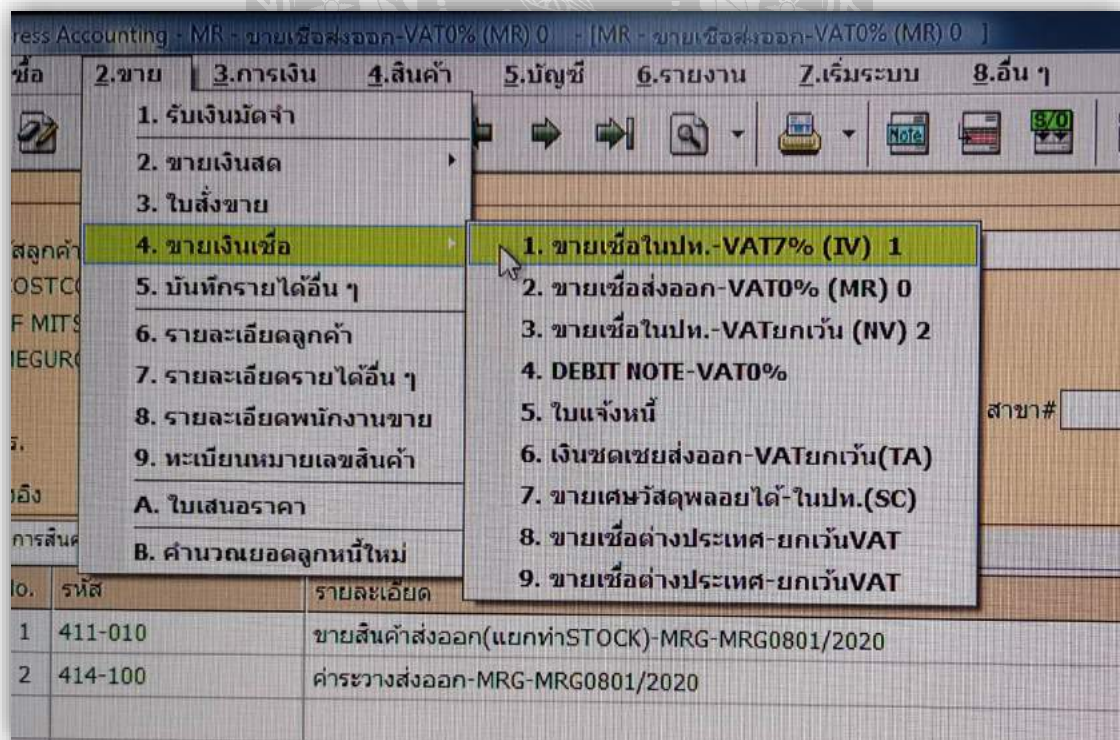 ress Accounting - MR - ขายเชื่อส่งออก-VAT0% (MR) 0 - [MR - ขายเชื่อส่งออก-VAT0% (MR) 0 ]
ชื้อ 2.ขาย 3.การเงิน 4.สินค้า 5.บัญชี 6.รายงาน 7.เริ่มระบบ 8.อื่น ๆ
Note S/O
1. รับเงินมัดจำ
2. ขายเงินสด
3. ใบสั่งขาย
4. ขายเงินเชื่อ
5. บันทึกรายได้อื่น ๆ
6. รายละเอียดลูกค้า
7. รายละเอียดรายได้อื่น ๆ
8. รายละเอียดพนักงานขาย
9. ทะเบียนหมายเลขสินค้า
A. ใบเสนอราคา
B. คำนวณยอดลูกหนี้ใหม่
1. ขายเชื่อในปท.-VAT7% (IV) 1
2. ขายเชื่อส่งออก-VAT0% (MR) 0
3. ขายเชื่อในปท.-VATยกเว้น (NV) 2
4. DEBIT NOTE-VAT0%
5. ใบแจ้งหนี้
6. เงินชดเชยส่งออก-VATยกเว้น(TA)
7. ขายเศษวัสดุพลอยได้-ในปท.(SC)
8. ขายเชื่อต่างประเทศ-ยกเว้นVAT
9. ขายเชื่อต่างประเทศ-ยกเว้นVAT
สลูกค้า
OSTCO
F MITS
MEGURO
สาขา#
ร.
งอิง
การสินค
No. รหัส รายละเอียด
1 411-010 ขายสินค้าส่งออก(แยกทำSTOCK)-MRG-MRG0801/2020
2 414-100 ค่าระวางส่งออก-MRG-MRG0801/2020